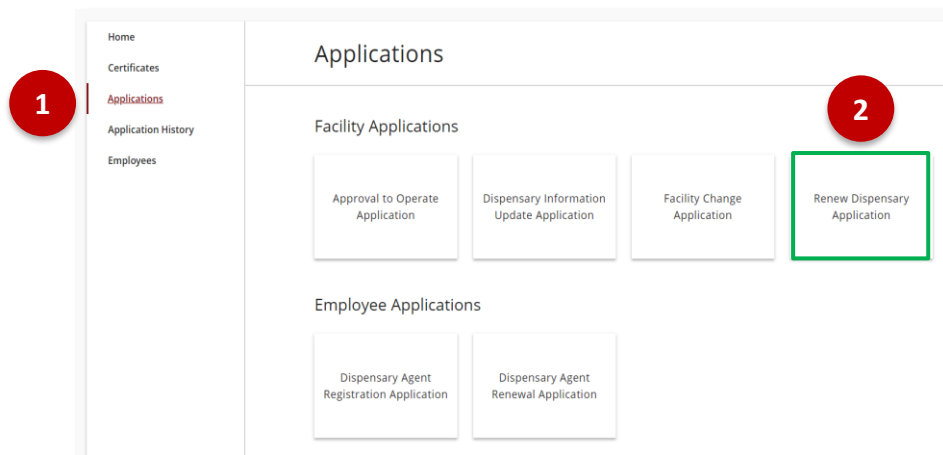 Home
Certificates
1
Applications
Application History
Employees
Applications
2
Facility Applications
Approval to Operate
Application
Dispensary Information
Update Application
Facility Change
Application
Renew Dispensary
Application
Employee Applications
Dispensary Agent
Registration Application
Dispensary Agent
Renewal Application